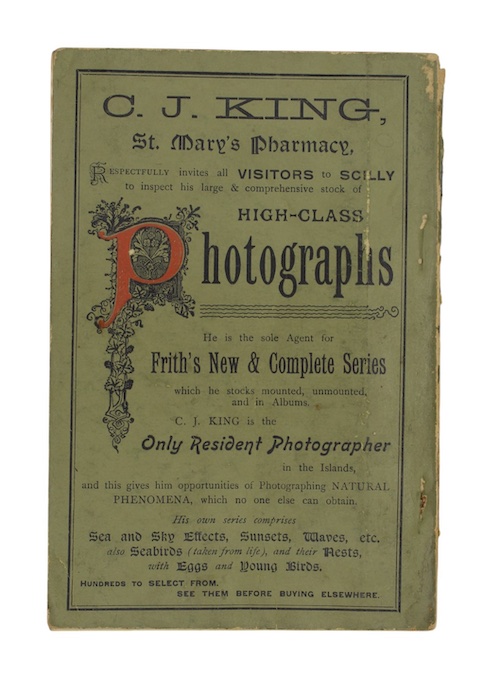 C. J. KING,
St. Mary's Pharmacy,
RESPECTFULLY invites all VISITORS to SCILLY
to inspect his large & comprehensive stock of
HIGH-CLASS
Photographs
He is the sole Agent for
Frith's New & Complete Series
which he stocks mounted, unmounted,
and in Albums.
C. J. KING is the
Only Resident Photographer
in the Islands,
and this gives him opportunities of Photographing NATURAL
PHENOMENA, which no one else can obtain.
His own series comprises
Sea and Sky Effects, Sunsets, Waves, etc.
also Seabirds (taken from life), and their Nests,
with Eggs and Young Birds.
HUNDREDS TO SELECT FROM.
SEE THEM BEFORE BUYING ELSEWHERE.